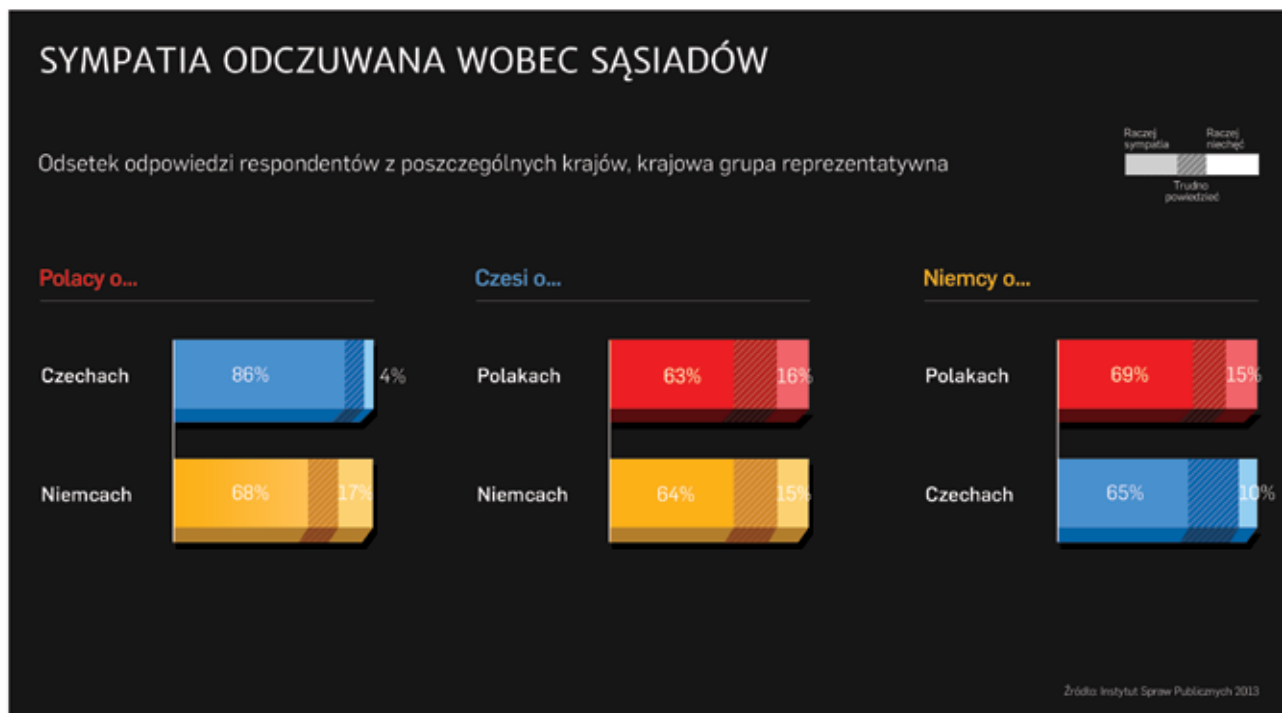 SYMPATIA ODCZUWANA WOBEC SĄSIADÓW
Odsetek odpowiedzi respondentów z poszczególnych krajów, krajowa grupa reprezentatywna
Raczej sympatia
Raczej niechęć
Trudno powiedzieć
Polacy o...
Czechach 86% 4%
Niemcach 68% 17%
Czesi o...
Polakach 63% 16%
Niemcach 64% 15%
Niemcy o...
Polakach 69% 15%
Czechach 65% 10%
Źródło: Instytut Spraw Publicznych 2013